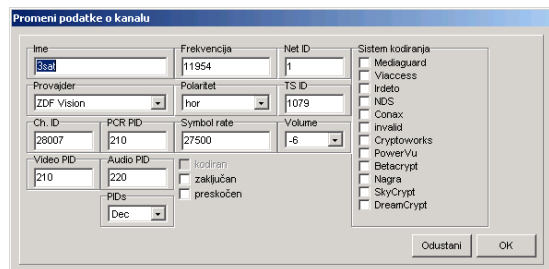 Promeni podatke o kanalu
Ime
3sat
Frekvencija
11954
Net ID
1
Provajder
ZDF Vision
Polaritet
hor
TS ID
1079
Ch. ID
28007
PCR PID
210
Symbol rate
27500
Volume
-6
Video PID
210
Audio PID
220
PIDs
Dec
kodiran
zaključan
preskočen
Sistem kodiranja
Mediaguard
Viaccess
Irdeto
NDS
Conax
invalid
Cryptoworks
PowerVu
Betacrypt
Nagra
SkyCrypt
DreamCrypt
Odustani
OK